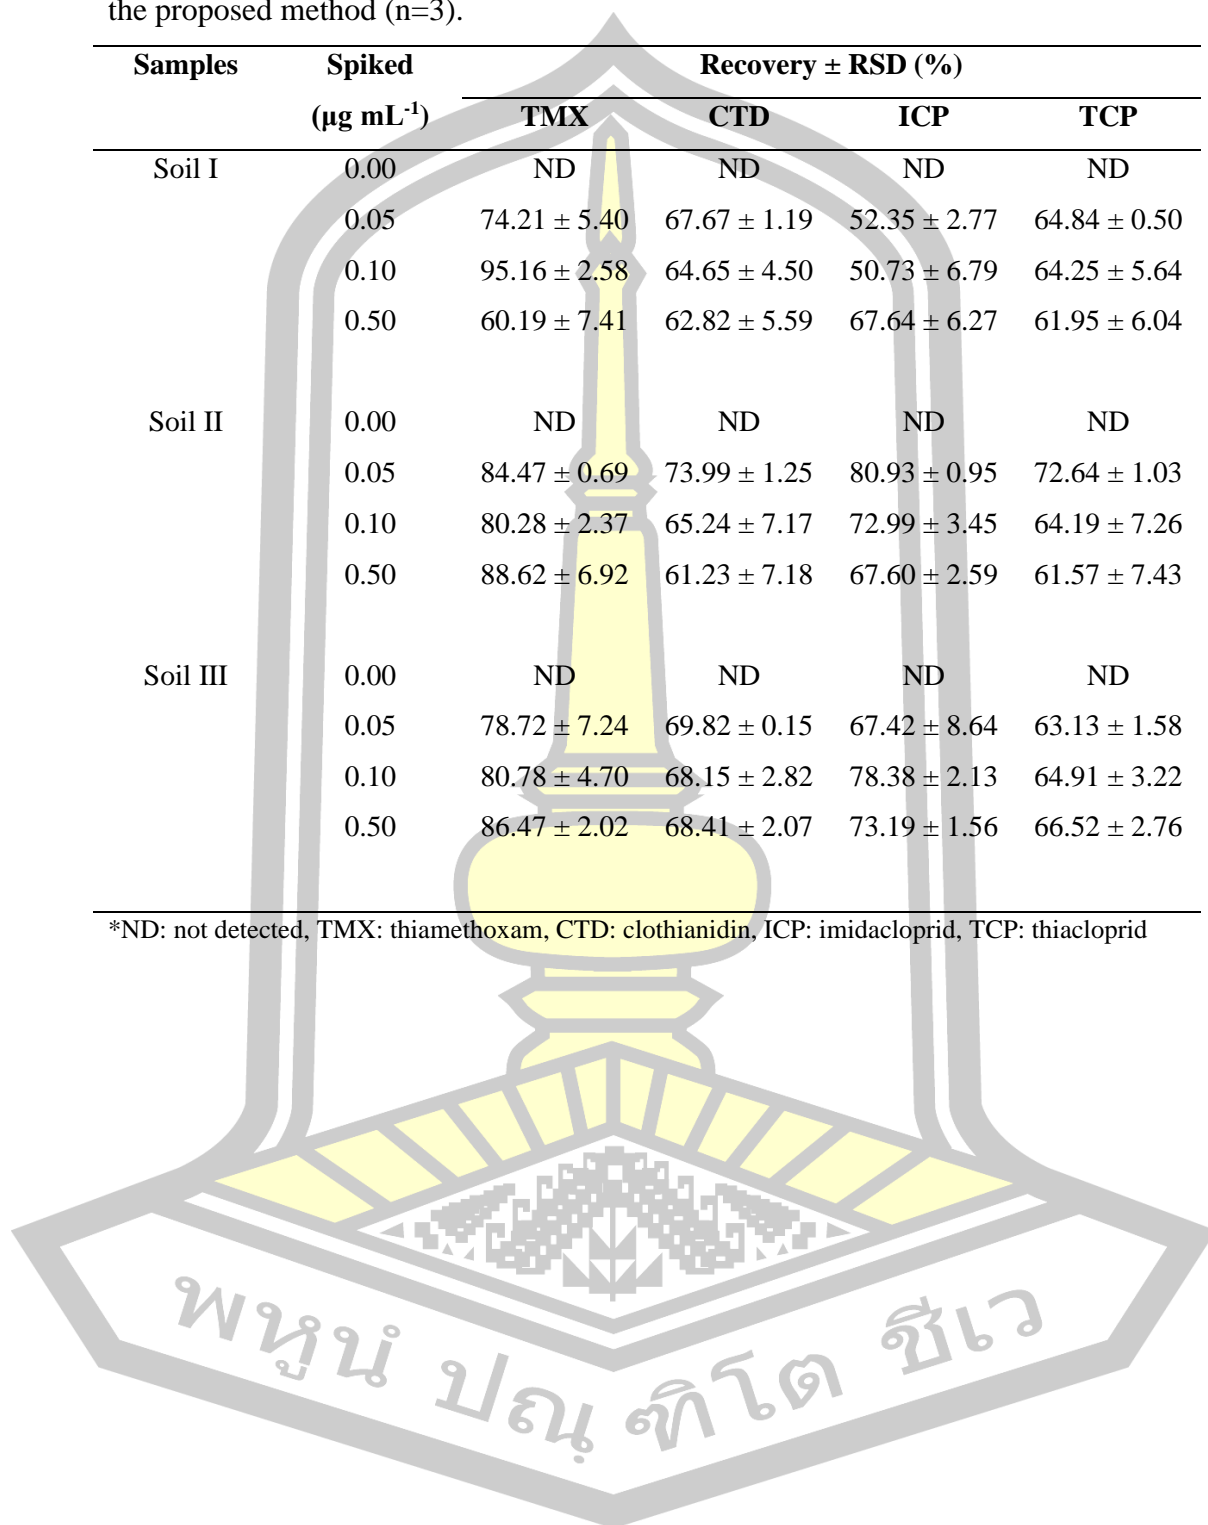 the proposed method (n=3).
Samples Spiked Recovery ± RSD (%)
(µg mL⁻¹) TMX CTD ICP TCP
Soil I 0.00 ND ND ND ND
0.05 74.21 ± 5.40 67.67 ± 1.19 52.35 ± 2.77 64.84 ± 0.50
0.10 95.16 ± 2.58 64.65 ± 4.50 50.73 ± 6.79 64.25 ± 5.64
0.50 60.19 ± 7.41 62.82 ± 5.59 67.64 ± 6.27 61.95 ± 6.04
Soil II 0.00 ND ND ND ND
0.05 84.47 ± 0.69 73.99 ± 1.25 80.93 ± 0.95 72.64 ± 1.03
0.10 80.28 ± 2.37 65.24 ± 7.17 72.99 ± 3.45 64.19 ± 7.26
0.50 88.62 ± 6.92 61.23 ± 7.18 67.60 ± 2.59 61.57 ± 7.43
Soil III 0.00 ND ND ND ND
0.05 78.72 ± 7.24 69.82 ± 0.15 67.42 ± 8.64 63.13 ± 1.58
0.10 80.78 ± 4.70 68.15 ± 2.82 78.38 ± 2.13 64.91 ± 3.22
0.50 86.47 ± 2.02 68.41 ± 2.07 73.19 ± 1.56 66.52 ± 2.76
*ND: not detected, TMX: thiamethoxam, CTD: clothianidin, ICP: imidacloprid, TCP: thiacloprid
พหูนํ ปณฺฑิโต ชีเว